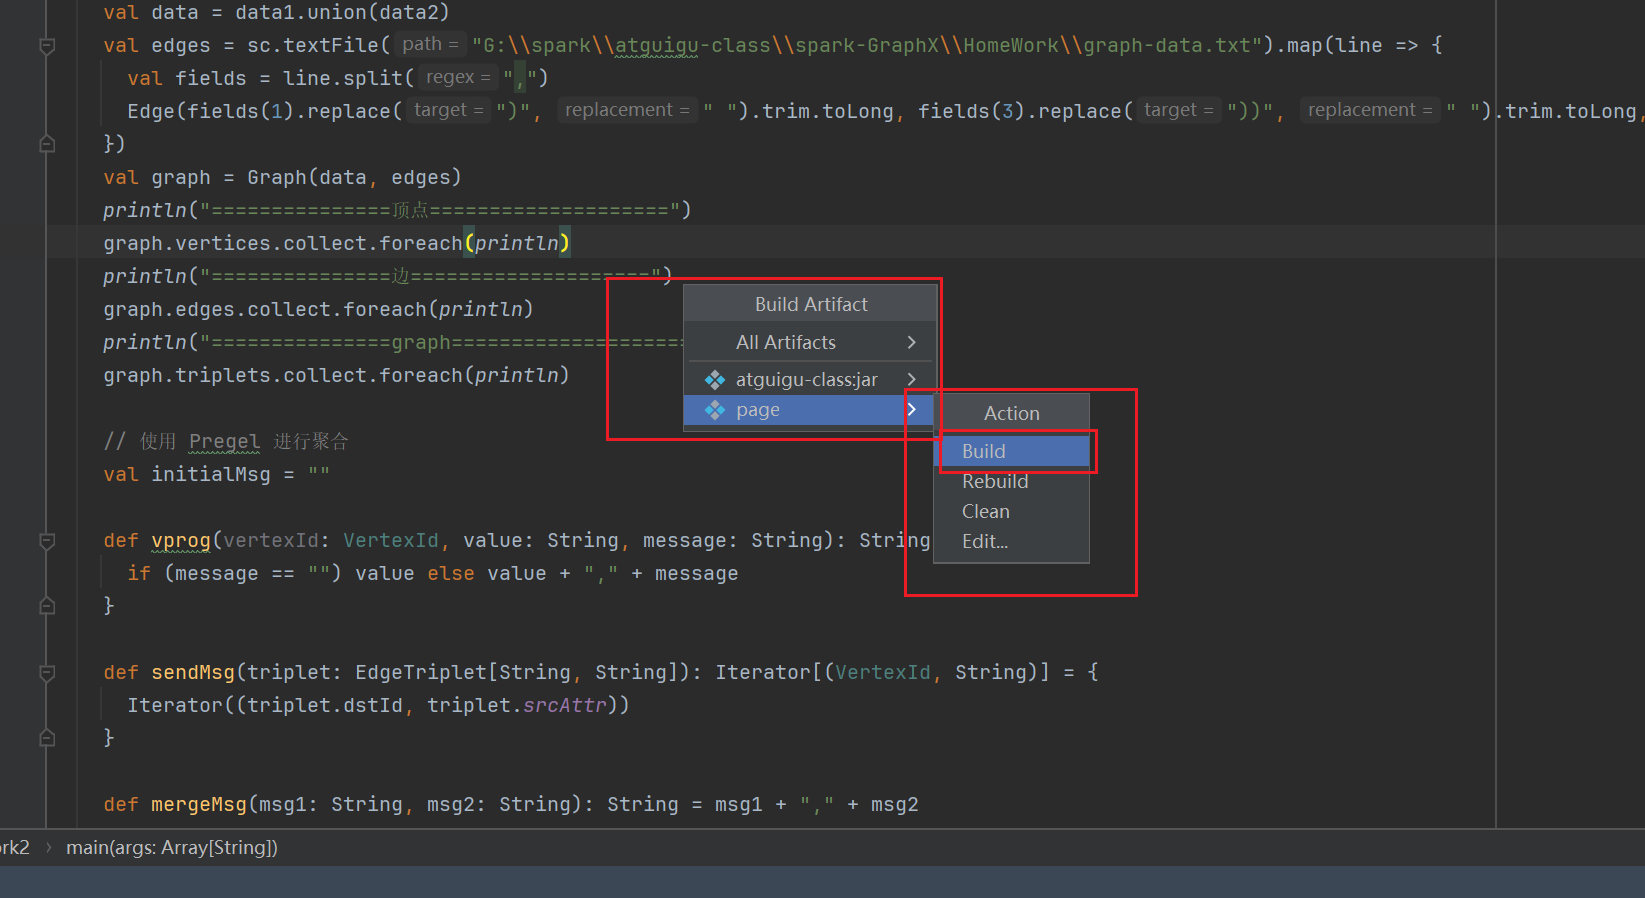 val data = data1.union(data2)
val edges = sc.textFile( path = "G:\\spark\\atguigu-class\\spark-GraphX\\HomeWork\\graph-data.txt").map(line => {
val fields = line.split( regex = ",")
Edge(fields(1).replace( target = ")", replacement = " ").trim.toLong, fields(3).replace( target = "))", replacement = " ").trim.toLong,
})
val graph = Graph(data, edges)
println("===============顶点====================")
graph.vertices.collect.foreach(println)
println("===============边====================")
graph.edges.collect.foreach(println)
println("===============graph====================
graph.triplets.collect.foreach(println)
// 使用 Pregel 进行聚合
val initialMsg = ""
def vprog(vertexId: VertexId, value: String, message: String): String
if (message == "") value else value + "," + message
}
def sendMsg(triplet: EdgeTriplet[String, String]): Iterator[(VertexId, String)] = {
Iterator((triplet.dstId, triplet.srcAttr))
}
def mergeMsg(msg1: String, msg2: String): String = msg1 + "," + msg2
Build Artifact
All Artifacts
atguigu-class:jar
page
Action
Build
Rebuild
Clean
Edit...
rk2 › main(args: Array[String])